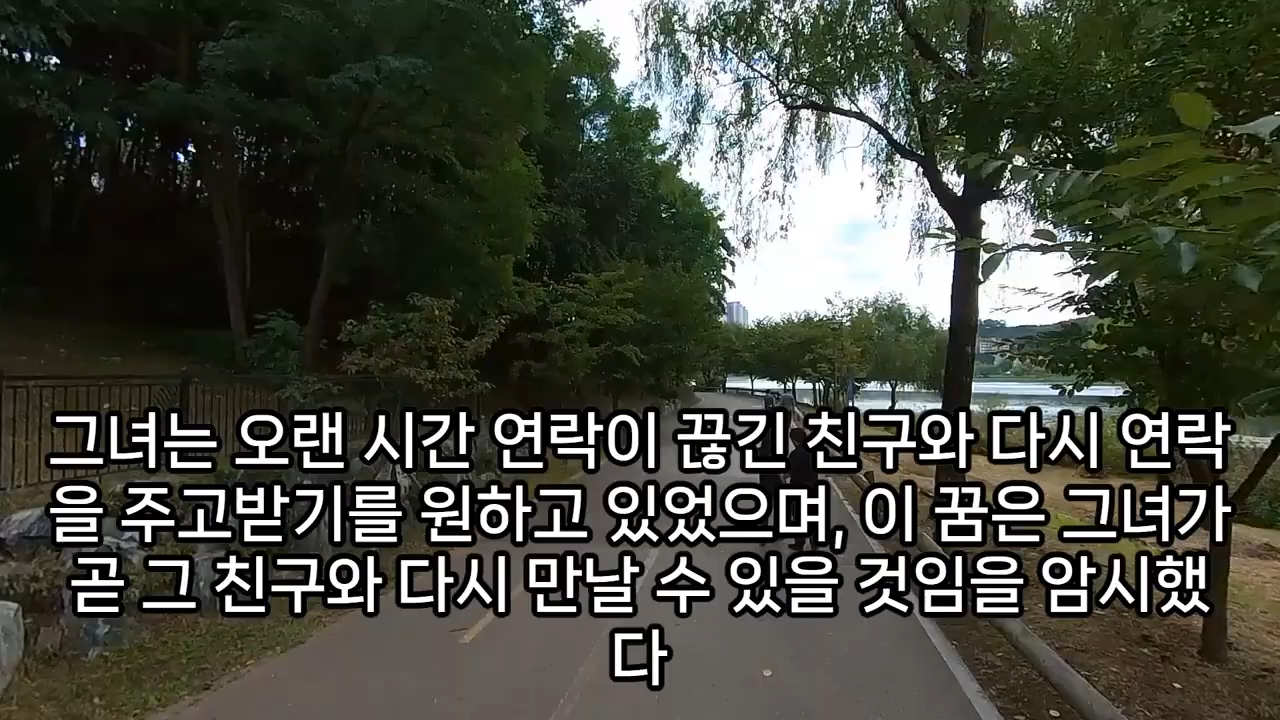 그녀는 오랜 시간 연락이 끊긴 친구와 다시 연락
을 주고받기를 원하고 있었으며, 이 꿈은 그녀가
곧 그 친구와 다시 만날 수 있을 것임을 암시했
다